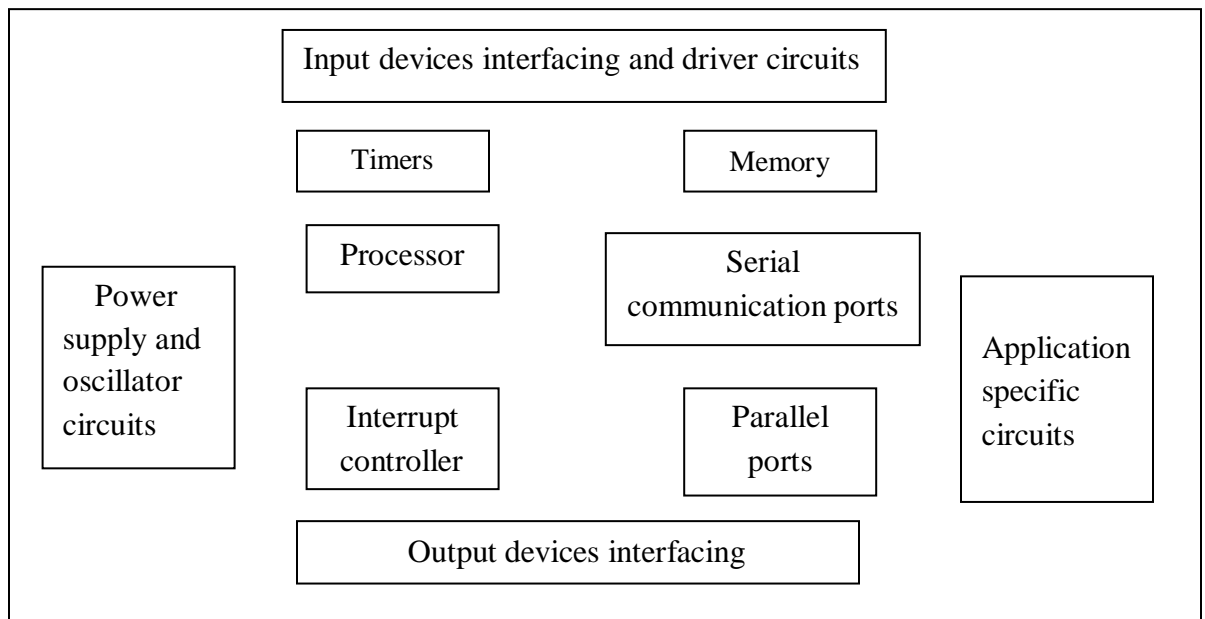 Input devices interfacing and driver circuits
Timers
Memory
Processor
Serial
communication ports
Power
supply and
oscillator
circuits
Application
specific
circuits
Interrupt
controller
Parallel
ports
Output devices interfacing